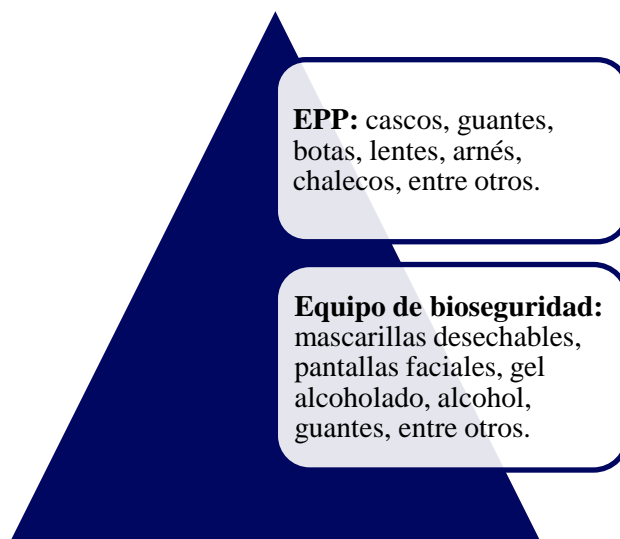 EPP: cascos, guantes,
botas, lentes, arnés,
chalecos, entre otros.
Equipo de bioseguridad:
mascarillas desechables,
pantallas faciales, gel
alcoholado, alcohol,
guantes, entre otros.